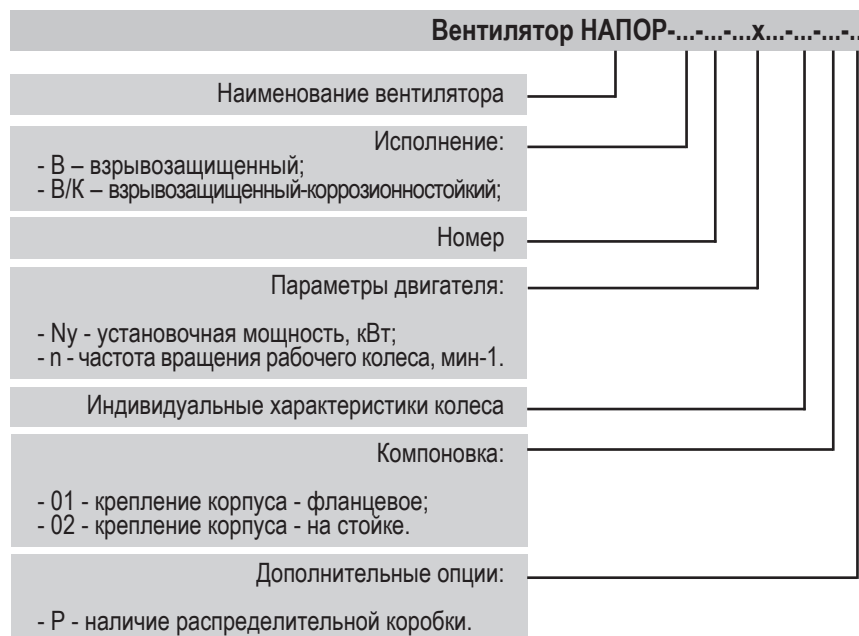 Вентилятор НАПОР-...-...-...х...-...-...-..
Наименование вентилятора
Исполнение:
- В – взрывозащищенный;
- В/К – взрывозащищенный-коррозионностойкий;
Номер
Параметры двигателя:
- Ny - установочная мощность, кВт;
- n - частота вращения рабочего колеса, мин-1.
Индивидуальные характеристики колеса
Компоновка:
- 01 - крепление корпуса - фланцевое;
- 02 - крепление корпуса - на стойке.
Дополнительные опции:
- Р - наличие распределительной коробки.